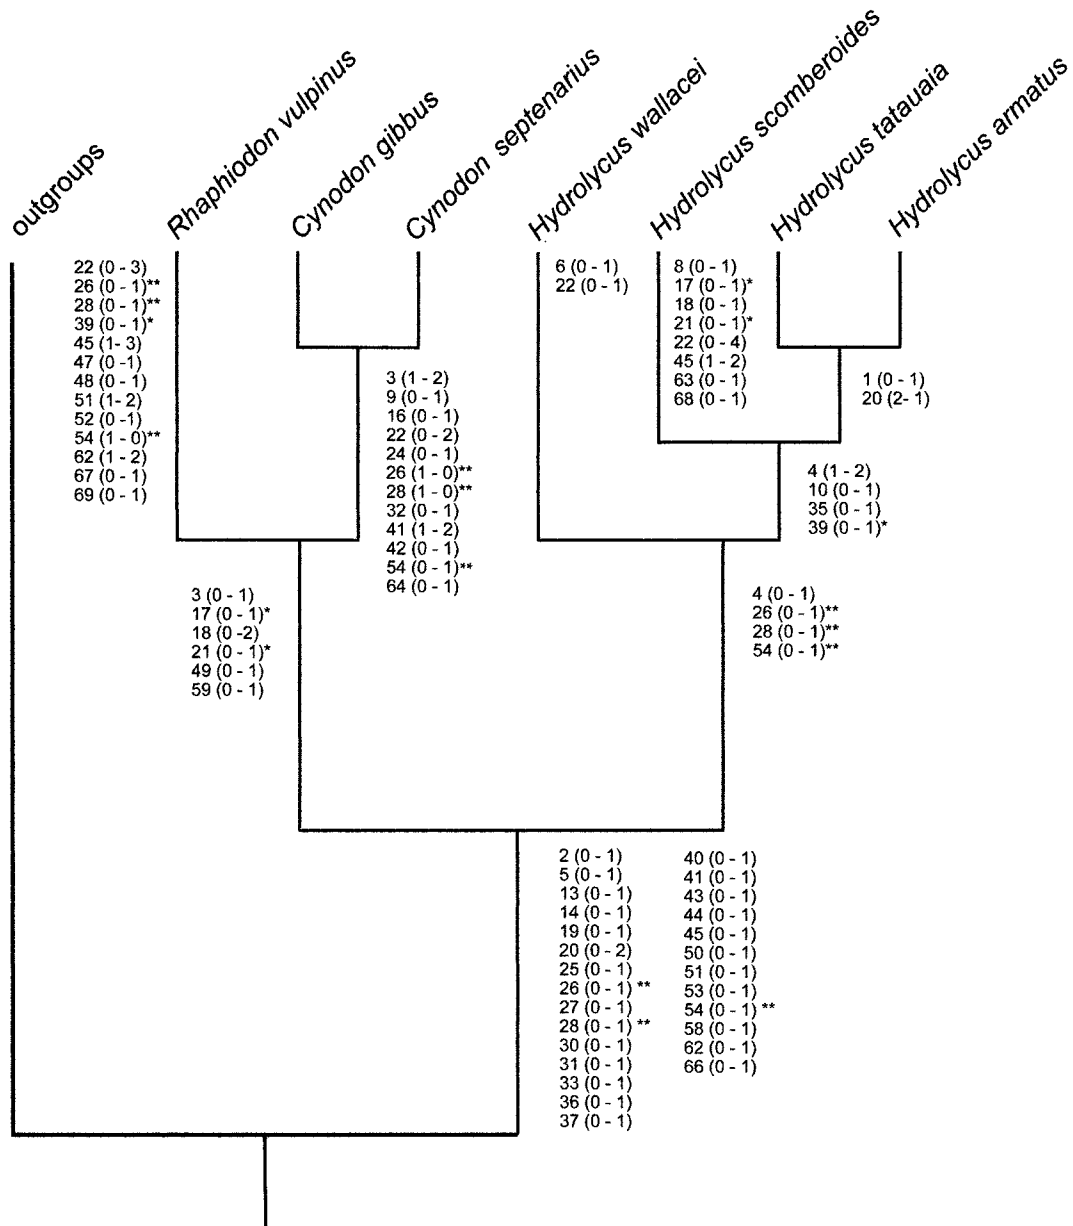 outgroups
Rhaphiodon vulpinus
Cynodon gibbus
Cynodon septenarius
Hydrolycus wallacei
Hydrolycus scomberoides
Hydrolycus tatauaia
Hydrolycus armatus
22 (0 - 3)
26 (0 - 1)**
28 (0 - 1)**
39 (0 - 1)*
45 (1- 3)
47 (0 -1)
48 (0 - 1)
51 (1- 2)
52 (0 -1)
54 (1 - 0)**
62 (1 - 2)
67 (0 - 1)
69 (0 - 1)
3 (1 - 2)
9 (0 - 1)
16 (0 - 1)
22 (0 - 2)
24 (0 - 1)
26 (1 - 0)**
28 (1 - 0)**
32 (0 - 1)
41 (1 - 2)
42 (0 - 1)
54 (0 - 1)**
64 (0 - 1)
6 (0 - 1)
22 (0 - 1)
8 (0 - 1)
17 (0 - 1)*
18 (0 - 1)
21 (0 - 1)*
22 (0 - 4)
45 (1 - 2)
63 (0 - 1)
68 (0 - 1)
1 (0 - 1)
20 (2- 1)
4 (1 - 2)
10 (0 - 1)
35 (0 - 1)
39 (0 - 1)*
3 (0 - 1)
17 (0 - 1)*
18 (0 -2)
21 (0 - 1)*
49 (0 - 1)
59 (0 - 1)
4 (0 - 1)
26 (0 - 1)**
28 (0 - 1)**
54 (0 - 1)**
2 (0 - 1)
5 (0 - 1)
13 (0 - 1)
14 (0 - 1)
19 (0 - 1)
20 (0 - 2)
25 (0 - 1)
26 (0 - 1) **
27 (0 - 1)
28 (0 - 1) **
30 (0 - 1)
31 (0 - 1)
33 (0 - 1)
36 (0 - 1)
37 (0 - 1)
40 (0 - 1)
41 (0 - 1)
43 (0 - 1)
44 (0 - 1)
45 (0 - 1)
50 (0 - 1)
51 (0 - 1)
53 (0 - 1)
54 (0 - 1) **
58 (0 - 1)
62 (0 - 1)
66 (0 - 1)